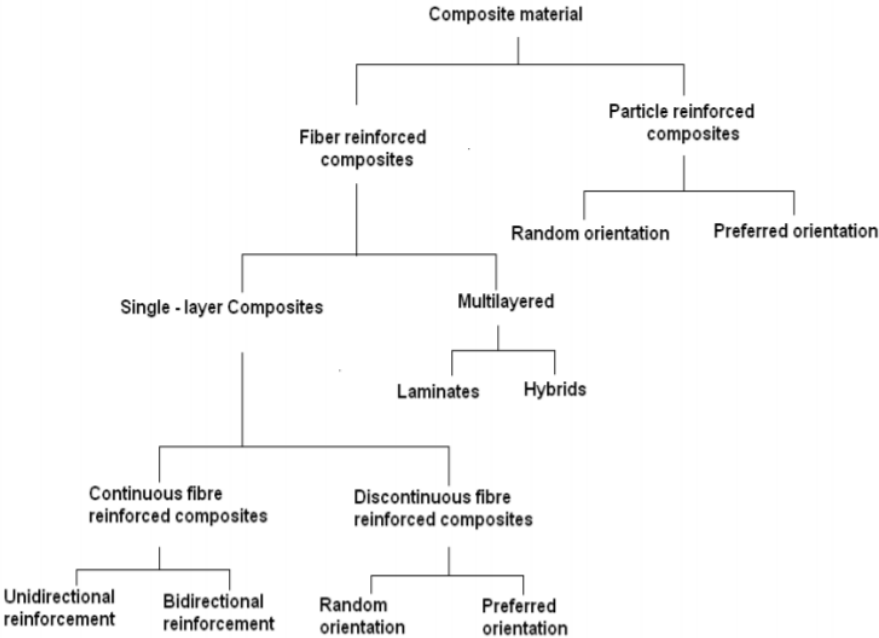 Composite material
Particle reinforced
composites
Fiber reinforced
composites
Random orientation
Preferred orientation
Single - layer Composites
Multilayered
Laminates
Hybrids
Continuous fibre
reinforced composites
Discontinuous fibre
reinforced composites
Unidirectional
reinforcement
Bidirectional
reinforcement
Random
orientation
Preferred
orientation